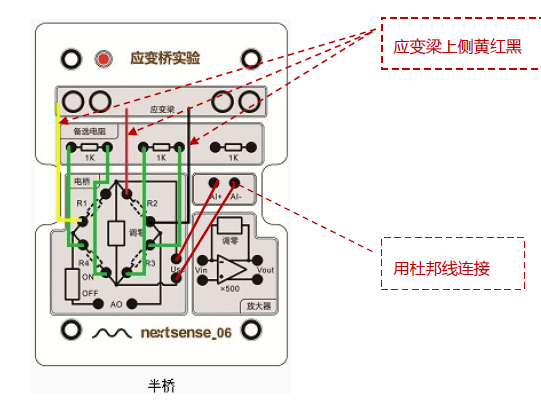 应变桥实验
应变梁上侧黄红黑
应变梁
备选电阻
1K
1K
1K
电桥
R1
R2
AI+
AI-
调零
调零
R4
R3
ON
Vin
Vout
OFF
×500
AO
放大器
nextsense_06
用杜邦线连接
半桥